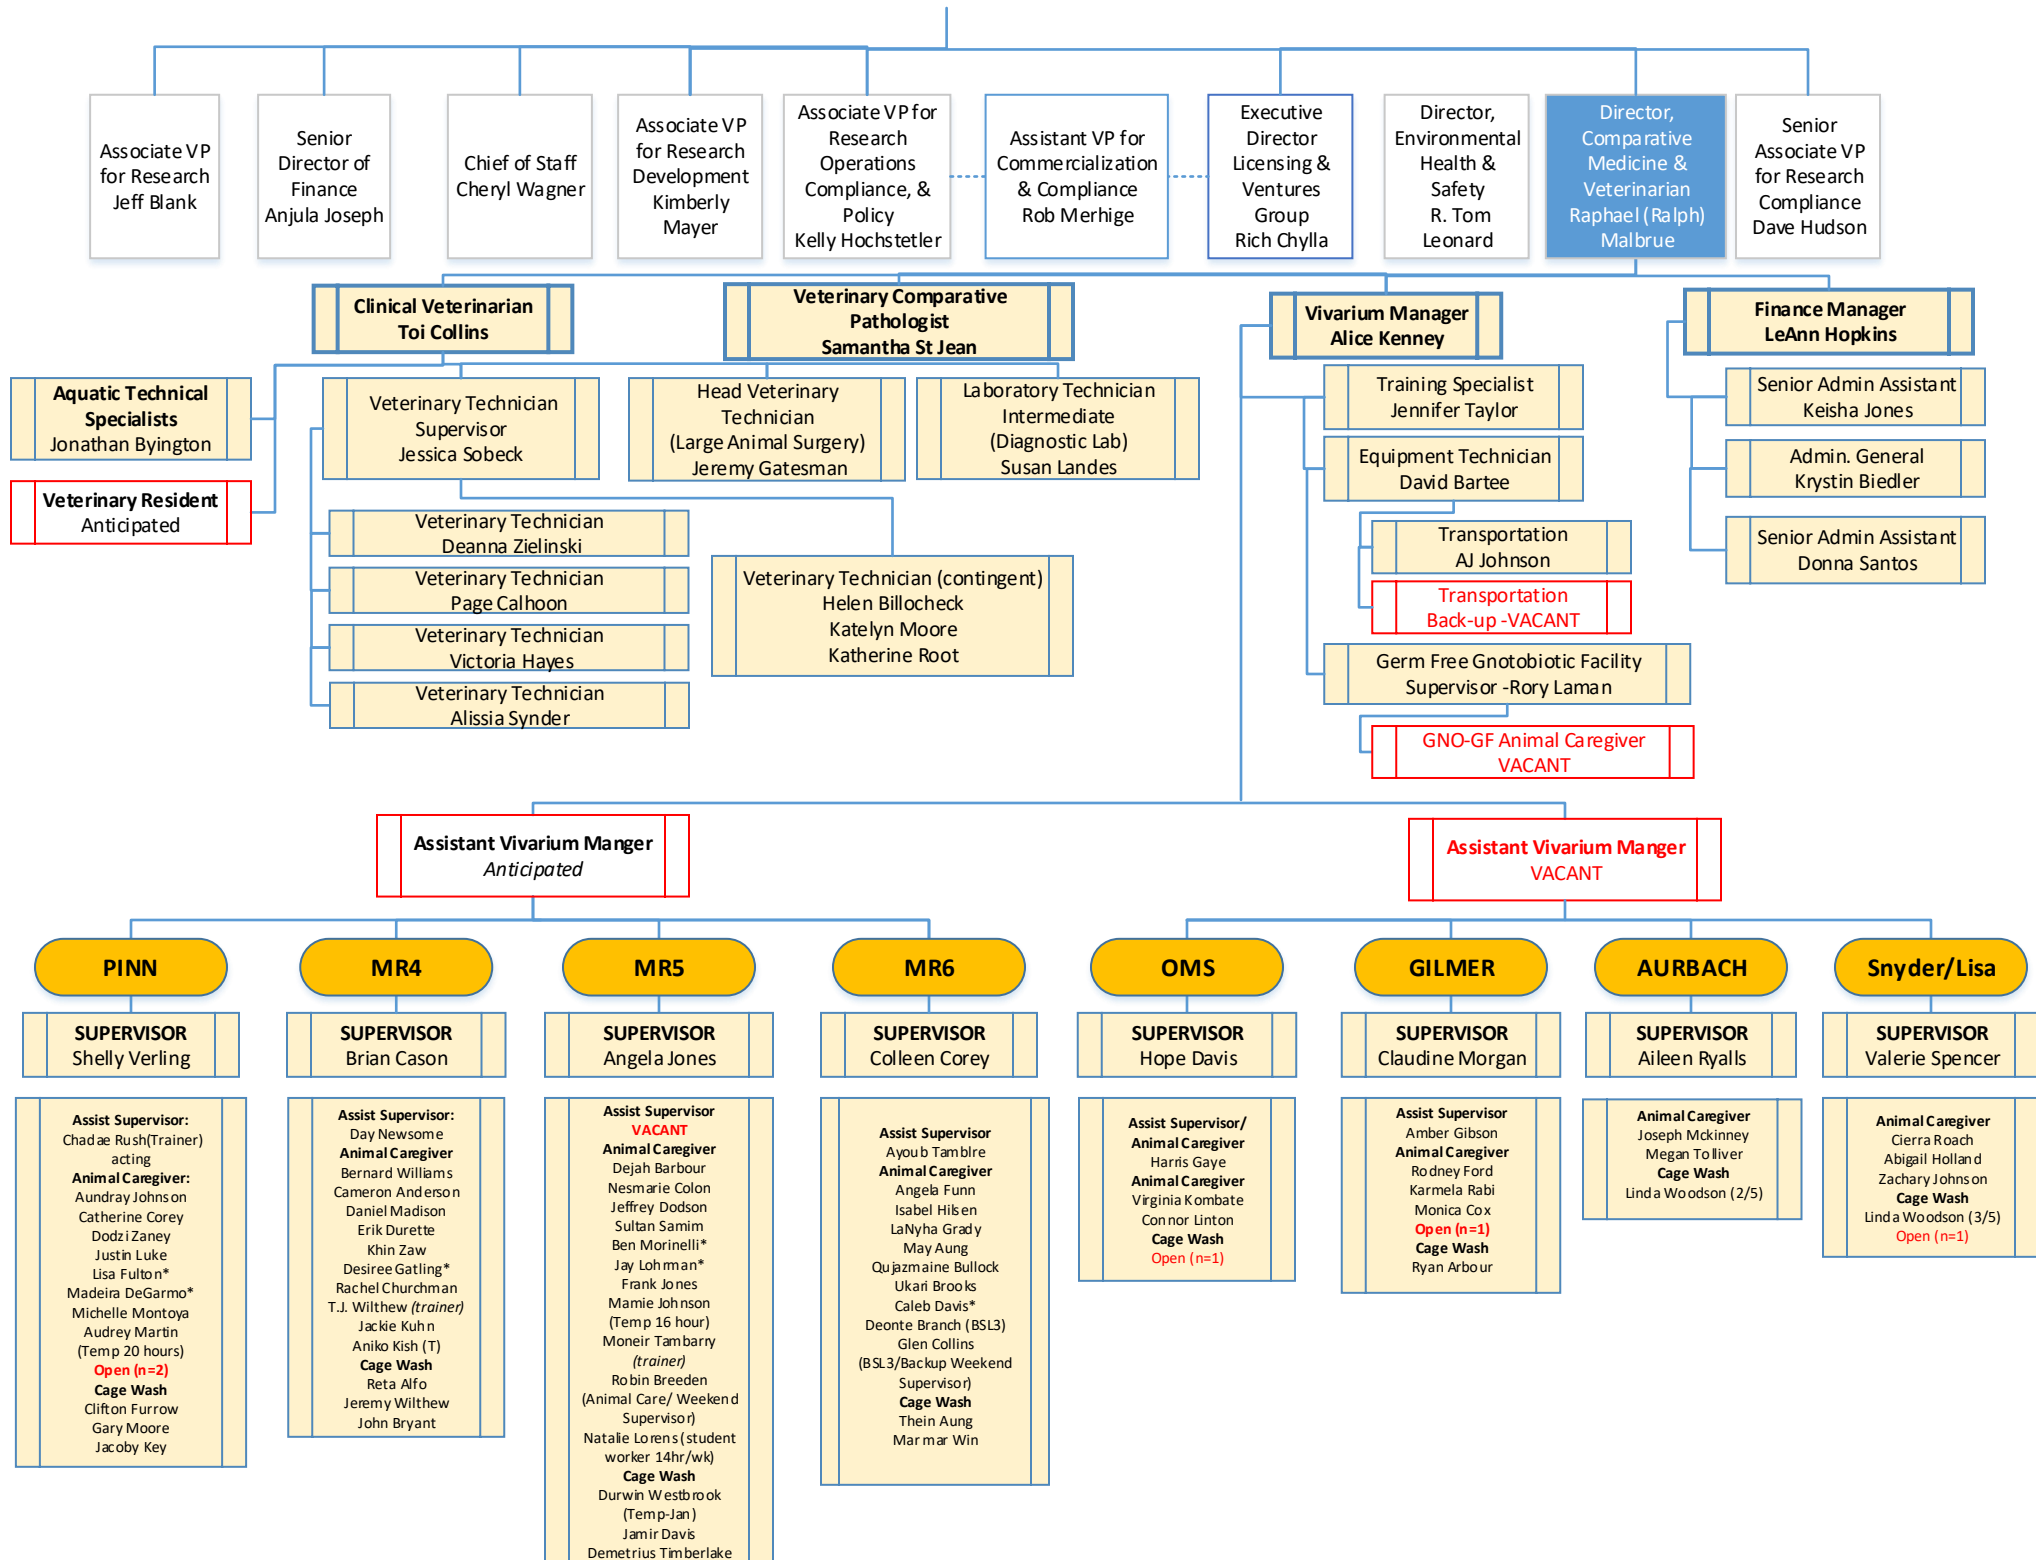 Associate VP
for Research
Jeff Blank
Senior
Director of
Finance
Anjula Joseph
Chief of Staff
Cheryl Wagner
Associate VP
for Research
Development
Kimberly
Mayer
Associate VP for
Research
Operations
Compliance, &
Policy
Kelly Hochstetler
Assistant VP for
Commercialization
& Compliance
Rob Merhige
Executive
Director
Licensing &
Ventures
Group
Rich Chylla
Director,
Environmental
Health &
Safety
R. Tom
Leonard
Director,
Comparative
Medicine &
Veterinarian
Raphael (Ralph)
Malbrue
Senior
Associate VP
for Research
Compliance
Dave Hudson
Clinical Veterinarian
Toi Collins
Veterinary Comparative
Pathologist
Samantha St Jean
Vivarium Manager
Alice Kenney
Finance Manager
LeAnn Hopkins
Aquatic Technical
Specialists
Jonathan Byington
Veterinary Resident
Anticipated
Veterinary Technician
Supervisor
Jessica Sobeck
Head Veterinary
Technician
(Large Animal Surgery)
Jeremy Gatesman
Laboratory Technician
Intermediate
(Diagnostic Lab)
Susan Landes
Veterinary Technician
Deanna Zielinski
Veterinary Technician
Page Calhoon
Veterinary Technician
Victoria Hayes
Veterinary Technician
Alissia Synder
Veterinary Technician (contingent)
Helen Billocheck
Katelyn Moore
Katherine Root
Training Specialist
Jennifer Taylor
Equipment Technician
David Bartee
Transportation
AJ Johnson
Transportation
Back-up -VACANT
Germ Free Gnotobiotic Facility
Supervisor -Rory Laman
GNO-GF Animal Caregiver
VACANT
Senior Admin Assistant
Keisha Jones
Admin. General
Krystin Biedler
Senior Admin Assistant
Donna Santos
Assistant Vivarium Manger
Anticipated
Assistant Vivarium Manger
VACANT
PINN
SUPERVISOR
Shelly Verling
Assist Supervisor:
Chadae Rush(Trainer)
acting
Animal Caregiver:
Aundray Johnson
Catherine Corey
Dodzi Zaney
Justin Luke
Lisa Fulton*
Madeira DeGarmo*
Michelle Montoya
Audrey Martin
(Temp 20 hours)
Open (n=2)
Cage Wash
Clifton Furrow
Gary Moore
Jacoby Key
MR4
SUPERVISOR
Brian Cason
Assist Supervisor:
Day Newsome
Animal Caregiver
Bernard Williams
Cameron Anderson
Daniel Madison
Erik Durette
Khin Zaw
Desiree Gatling*
Rachel Churchman
T.J. Wilthew (trainer)
Jackie Kuhn
Aniko Kish (T)
Cage Wash
Reta Alfo
Jeremy Wilthew
John Bryant
MR5
SUPERVISOR
Angela Jones
Assist Supervisor
VACANT
Animal Caregiver
Dejah Barbour
Nesmarie Colon
Jeffrey Dodson
Sultan Samim
Ben Morinelli*
Jay Lohrman*
Frank Jones
Mamie Johnson
(Temp 16 hour)
Moneir Tambarry
(trainer)
Robin Breeden
(Animal Care/ Weekend
Supervisor)
Natalie Lorens (student
worker 14hr/wk)
Cage Wash
Durwin Westbrook
(Temp-Jan)
Jamir Davis
Demetrius Timberlake
MR6
SUPERVISOR
Colleen Corey
Assist Supervisor
Ayoub Tamblre
Animal Caregiver
Angela Funn
Isabel Hilsen
LaNyha Grady
May Aung
Qujazmaine Bullock
Ukari Brooks
Caleb Davis*
Deonte Branch (BSL3)
Glen Collins
(BSL3/Backup Weekend
Supervisor)
Cage Wash
Thein Aung
Mar mar Win
OMS
SUPERVISOR
Hope Davis
Assist Supervisor/
Animal Caregiver
Harris Gaye
Animal Caregiver
Virginia Kombate
Connor Linton
Cage Wash
Open (n=1)
GILMER
SUPERVISOR
Claudine Morgan
Assist Supervisor
Amber Gibson
Animal Caregiver
Rodney Ford
Karmela Rabi
Monica Cox
Open (n=1)
Cage Wash
Ryan Arbour
AURBACH
SUPERVISOR
Aileen Ryalls
Animal Caregiver
Joseph Mckinney
Megan Tolliver
Cage Wash
Linda Woodson (2/5)
Snyder/Lisa
SUPERVISOR
Valerie Spencer
Animal Caregiver
Cierra Roach
Abigail Holland
Zachary Johnson
Cage Wash
Linda Woodson (3/5)
Open (n=1)